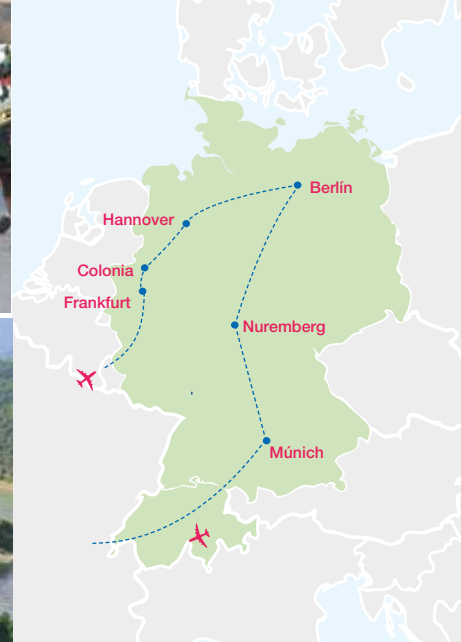 Berlín
Hannover
Colonia
Frankfurt
Nuremberg
Múnich